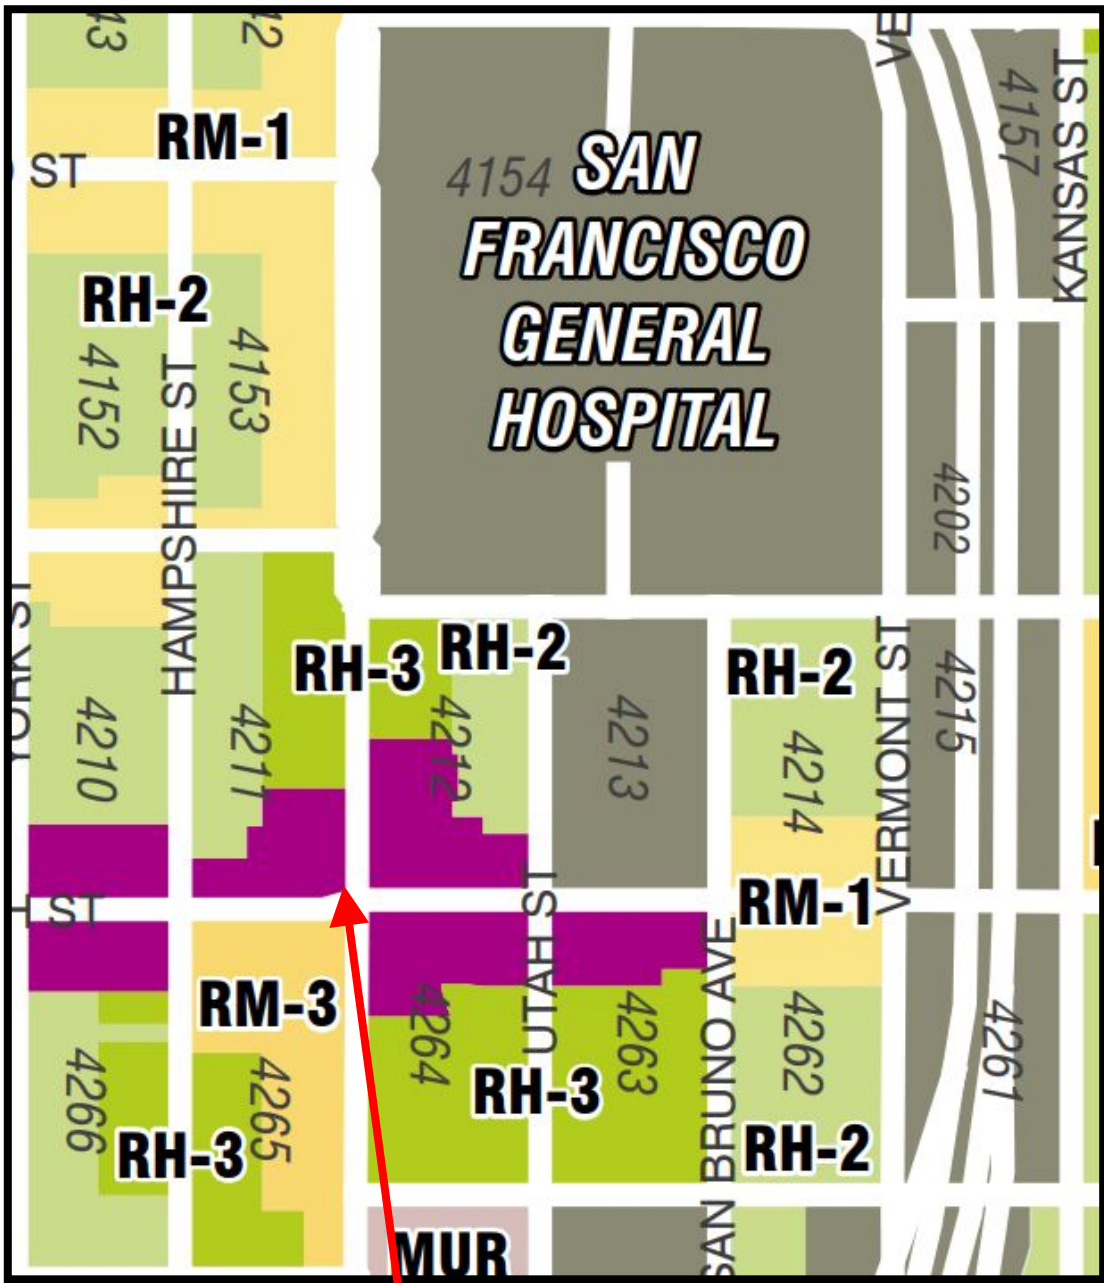 43
42
VE
RM-1
ST
4154
SAN
FRANCISCO
GENERAL
HOSPITAL
4157
KANSAS ST
RH-2
4152
HAMPSHIRE ST
4153
4202
YORK ST
4210
4211
RH-3
RH-2
4212
4213
RH-2
4214
VERMONT ST
4215
ST
RM-1
UTAH ST
RM-3
SAN BRUNO AVE
4266
RH-3
4265
4264
RH-3
4263
4262
4261
RH-2
MUR